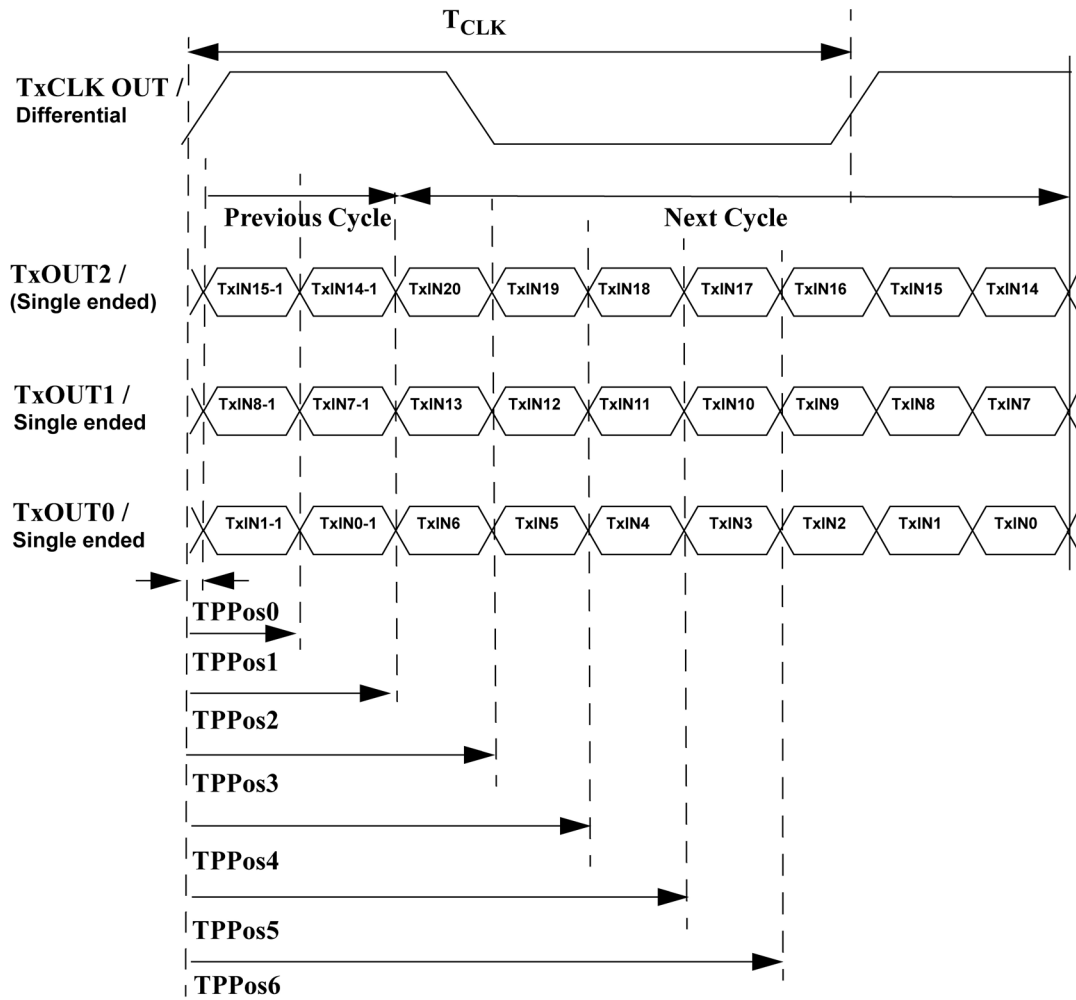 TCLK
TxCLK OUT /
Differential
Previous Cycle
Next Cycle
TxOUT2 /
(Single ended)
TxIN15-1 TxIN14-1 TxIN20 TxIN19 TxIN18 TxIN17 TxIN16 TxIN15 TxIN14
TxOUT1 /
Single ended
TxIN8-1 TxIN7-1 TxIN13 TxIN12 TxIN11 TxIN10 TxIN9 TxIN8 TxIN7
TxOUT0 /
Single ended
TxIN1-1 TxIN0-1 TxIN6 TxIN5 TxIN4 TxIN3 TxIN2 TxIN1 TxIN0
TPPos0
TPPos1
TPPos2
TPPos3
TPPos4
TPPos5
TPPos6